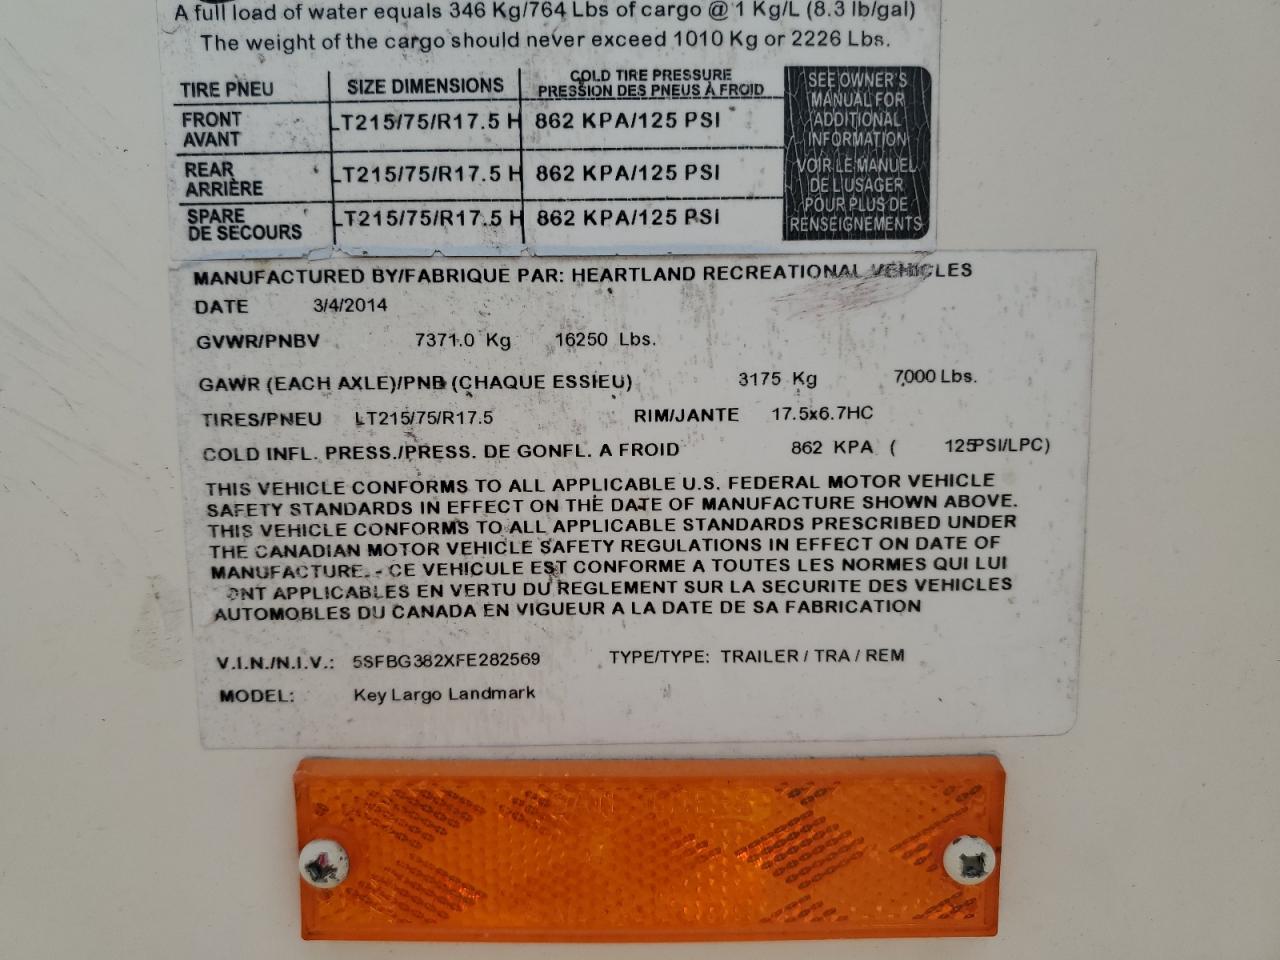 A full load of water equals 346 Kg/764 Lbs of cargo @ 1 Kg/L (8.3 lb/gal)
The weight of the cargo should never exceed 1010 Kg or 2226 Lbs.
TIRE PNEU SIZE DIMENSIONS COLD TIRE PRESSURE
PRESSION DES PNEUS À FROID
FRONT
AVANT LT215/75/R17.5 H 862 KPA/125 PSI
REAR
ARRIÈRE LT215/75/R17.5 H 862 KPA/125 PSI
SPARE
DE SECOURS LT215/75/R17.5 H 862 KPA/125 PSI
SEE OWNER'S
MANUAL FOR
ADDITIONAL
INFORMATION
VOIR LE MANUEL
DE L'USAGER
POUR PLUS DE
RENSEIGNEMENTS
MANUFACTURED BY/FABRIQUE PAR: HEARTLAND RECREATIONAL VEHICLES
DATE 3/4/2014
GVWR/PNBV 7371.0 Kg 16250 Lbs.
GAWR (EACH AXLE)/PNB (CHAQUE ESSIEU) 3175 Kg 7,000 Lbs.
TIRES/PNEU LT215/75/R17.5 RIM/JANTE 17.5x6.7HC
COLD INFL. PRESS./PRESS. DE GONFL. A FROID 862 KPA ( 125PSI/LPC)
THIS VEHICLE CONFORMS TO ALL APPLICABLE U.S. FEDERAL MOTOR VEHICLE
SAFETY STANDARDS IN EFFECT ON THE DATE OF MANUFACTURE SHOWN ABOVE.
THIS VEHICLE CONFORMS TO ALL APPLICABLE STANDARDS PRESCRIBED UNDER
THE CANADIAN MOTOR VEHICLE SAFETY REGULATIONS IN EFFECT ON DATE OF
MANUFACTURE. - CE VEHICULE EST CONFORME A TOUTES LES NORMES QUI LUI
ONT APPLICABLES EN VERTU DU REGLEMENT SUR LA SECURITE DES VEHICLES
AUTOMOBLES DU CANADA EN VIGUEUR A LA DATE DE SA FABRICATION
V.I.N./N.I.V.: 5SFBG382XFE282569 TYPE/TYPE: TRAILER / TRA / REM
MODEL: Key Largo Landmark